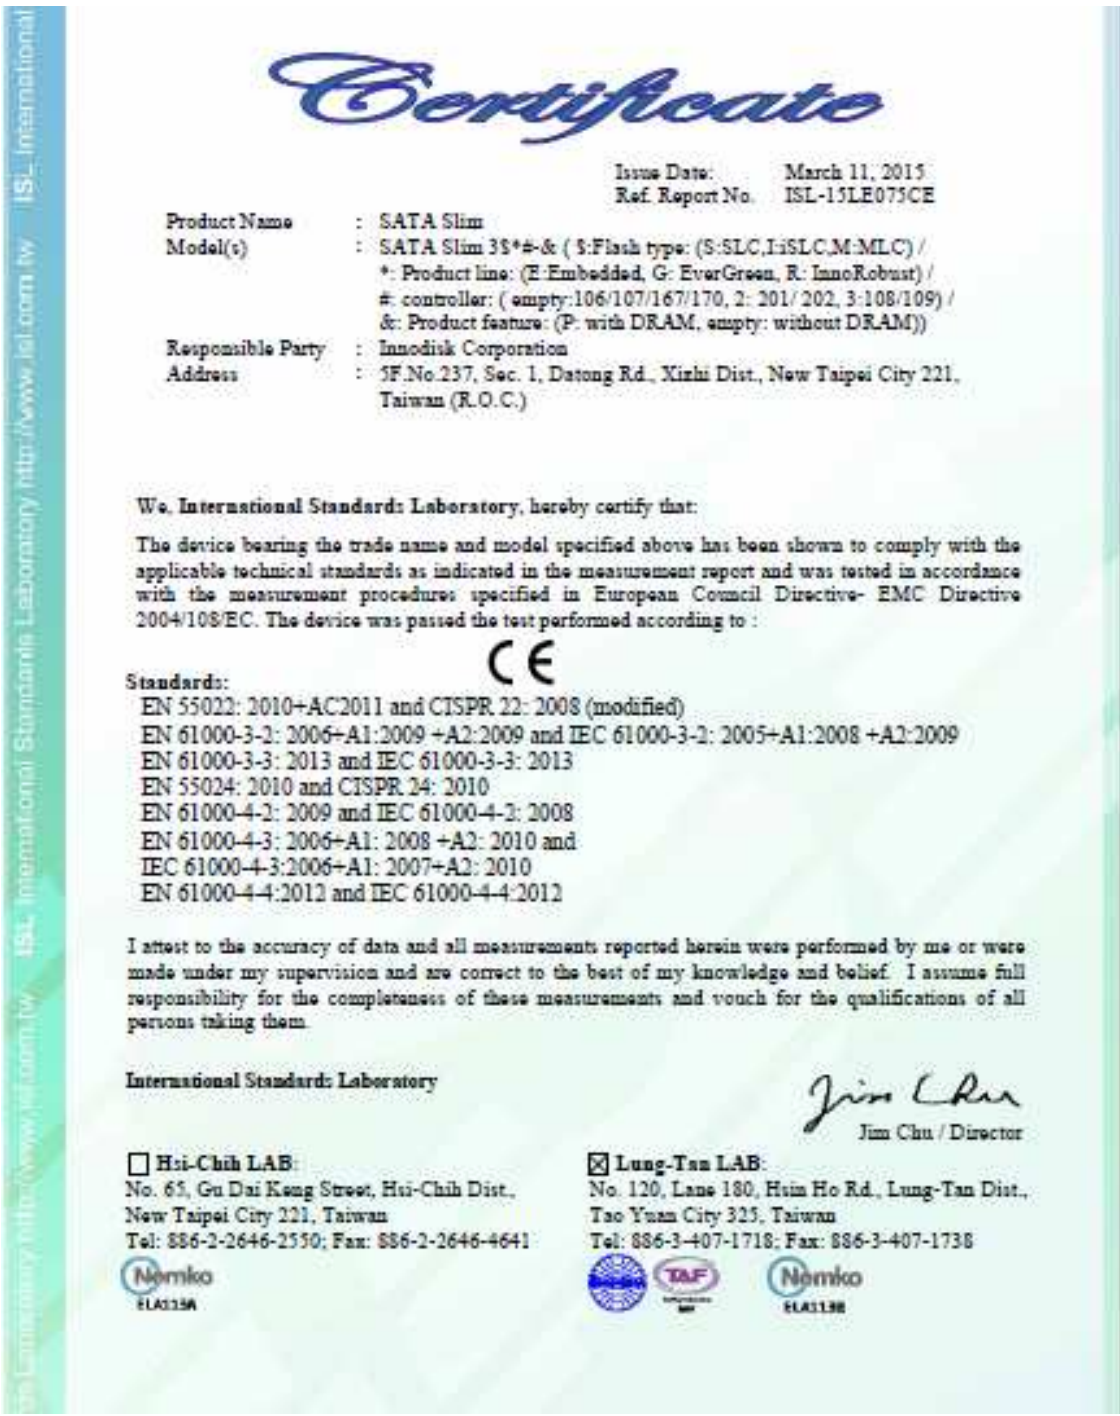 Certificate
Issue Date: March 11, 2015
Ref. Report No. ISL-15LE075CE
Product Name : SATA Slim
Model(s) : SATA Slim 3$*#-& ( $:Flash type: (S:SLC,I:iSLC,M:MLC) /
*: Product line: (E:Embedded, G: EverGreen, R: InnoRobust) /
#: controller: ( empty:106/107/167/170, 2: 201/ 202, 3:108/109) /
&: Product feature: (P: with DRAM, empty: without DRAM))
Responsible Party : Innodisk Corporation
Address : 5F.No.237, Sec. 1, Datong Rd., Xizhi Dist., New Taipei City 221,
Taiwan (R.O.C.)
We, International Standards Laboratory, hereby certify that:
The device bearing the trade name and model specified above has been shown to comply with the
applicable technical standards as indicated in the measurement report and was tested in accordance
with the measurement procedures specified in European Council Directive- EMC Directive
2004/108/EC. The device was passed the test performed according to :
CE
Standards:
EN 55022: 2010+AC2011 and CISPR 22: 2008 (modified)
EN 61000-3-2: 2006+A1:2009 +A2:2009 and IEC 61000-3-2: 2005+A1:2008 +A2:2009
EN 61000-3-3: 2013 and IEC 61000-3-3: 2013
EN 55024: 2010 and CISPR 24: 2010
EN 61000-4-2: 2009 and IEC 61000-4-2: 2008
EN 61000-4-3: 2006+A1: 2008 +A2: 2010 and
IEC 61000-4-3:2006+A1: 2007+A2: 2010
EN 61000-4-4:2012 and IEC 61000-4-4:2012
I attest to the accuracy of data and all measurements reported herein were performed by me or were
made under my supervision and are correct to the best of my knowledge and belief. I assume full
responsibility for the completeness of these measurements and vouch for the qualifications of all
persons taking them.
International Standards Laboratory
Jim Chu
Jim Chu / Director
Hsi-Chih LAB:
No. 65, Gu Dai Keng Street, Hsi-Chih Dist.,
New Taipei City 221, Taiwan
Tel: 886-2-2646-2550; Fax: 886-2-2646-4641
Nemko
ELA113A
Lung-Tan LAB:
No. 120, Lane 180, Hsin Ho Rd., Lung-Tan Dist.,
Tao Yuan City 325, Taiwan
Tel: 886-3-407-1718; Fax: 886-3-407-1738
TAF
Nemko
ELA113B
International Standards Laboratory http://www.isl.com.tw ISL International Standards Laboratory http://www.isl.com.tw ISL International